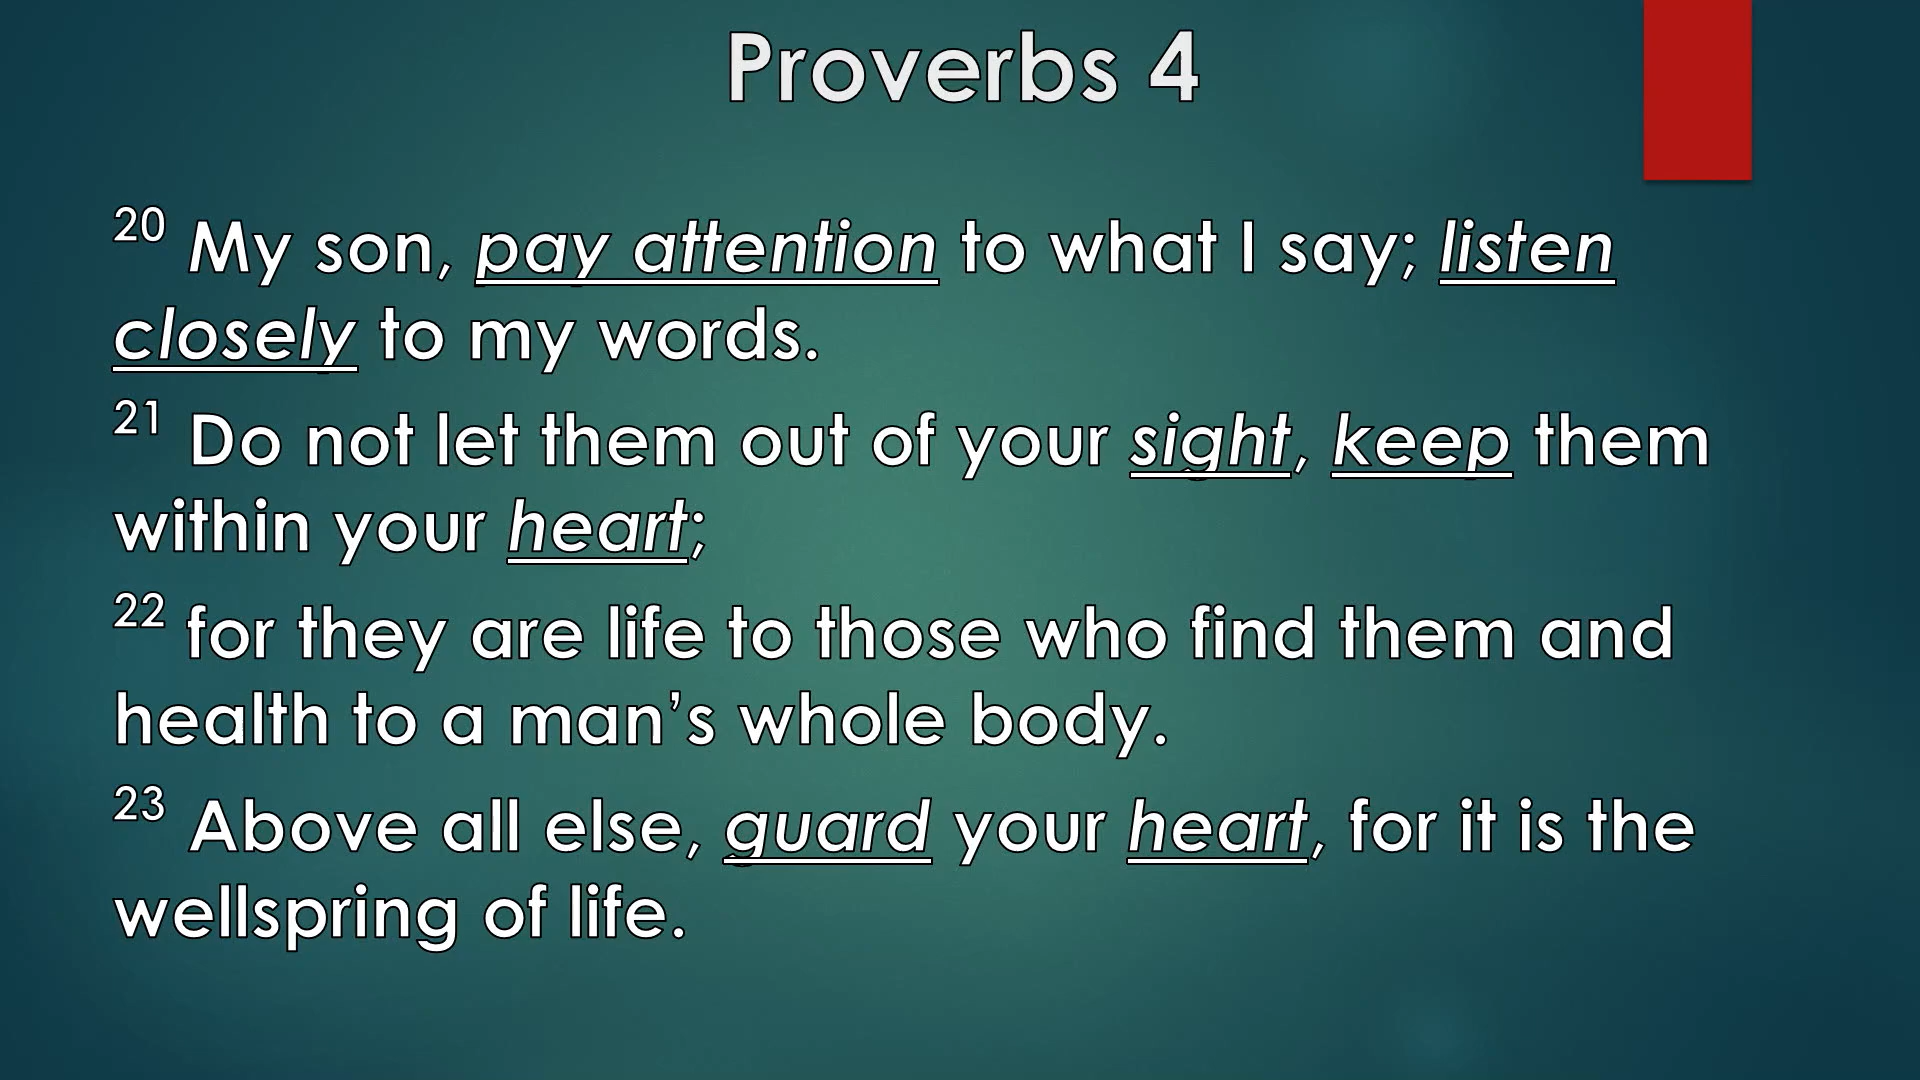 Proverbs 4
20 My son, pay attention to what I say; listen
closely to my words.
21 Do not let them out of your sight, keep them
within your heart;
22 for they are life to those who find them and
health to a man’s whole body.
23 Above all else, guard your heart, for it is the
wellspring of life.